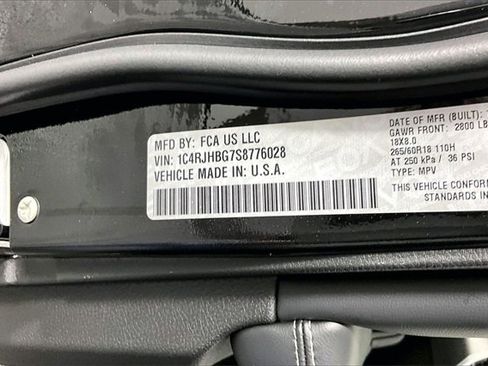 MFD BY: FCA US LLC
VIN: 1C4RJHBG7S8776028
VEHICLE MADE IN: U.S.A.
DATE OF MFR (BUILT):
GAWR FRONT: 2800 LB
18X8.0
265/60R18 110H
AT 250 kPa / 36 PSI
TYPE: MPV
THIS VEHICLE CONFORM
STANDARDS IN